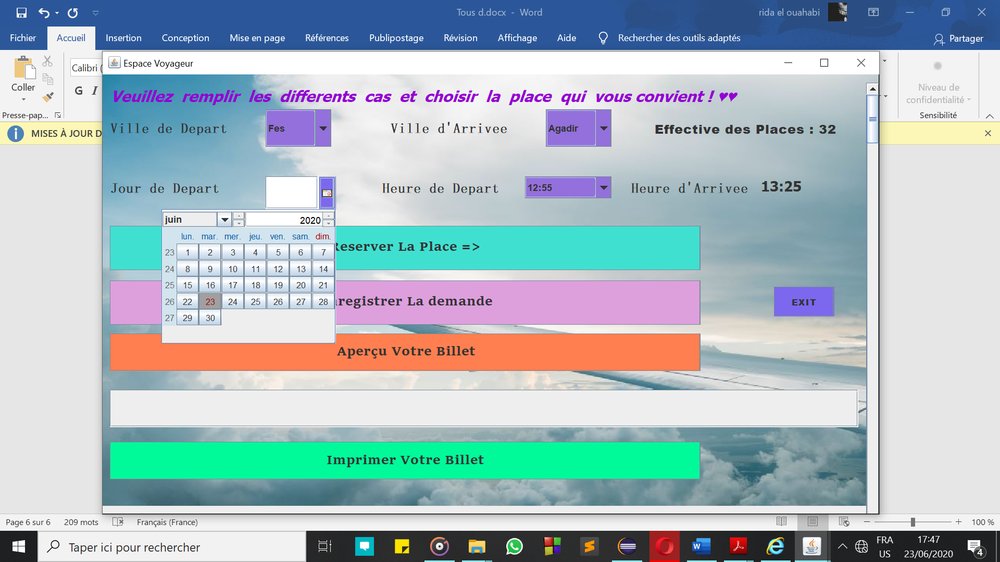 Tous d.docx - Word
rida el ouahabi
Fichier Accueil Insertion Conception Mise en page Références Publipostage Révision Affichage Aide Rechercher des outils adaptés Partager
Coller
Calibri (
G I
Presse-pap...
Niveau de
confidentialité
Sensibilité
MISES À JOUR D
Espace Voyageur
Veuillez remplir les differents cas et choisir la place qui vous convient ! ♥♥
Ville de Depart Fes Ville d'Arrivee Agadir Effective des Places : 32
Jour de Depart Heure de Depart 12:55 Heure d'Arrivee 13:25
juin 2020
lun. mar. mer. jeu. ven. sam. dim.
23 1 2 3 4 5 6 7
24 8 9 10 11 12 13 14
25 15 16 17 18 19 20 21
26 22 23 24 25 26 27 28
27 29 30
Reserver La Place =>
nregistrer La demande
EXIT
Aperçu Votre Billet
Imprimer Votre Billet
Page 6 sur 6 209 mots Français (France) 100 %
Taper ici pour rechercher
FRA
US
17:47
23/06/2020
4